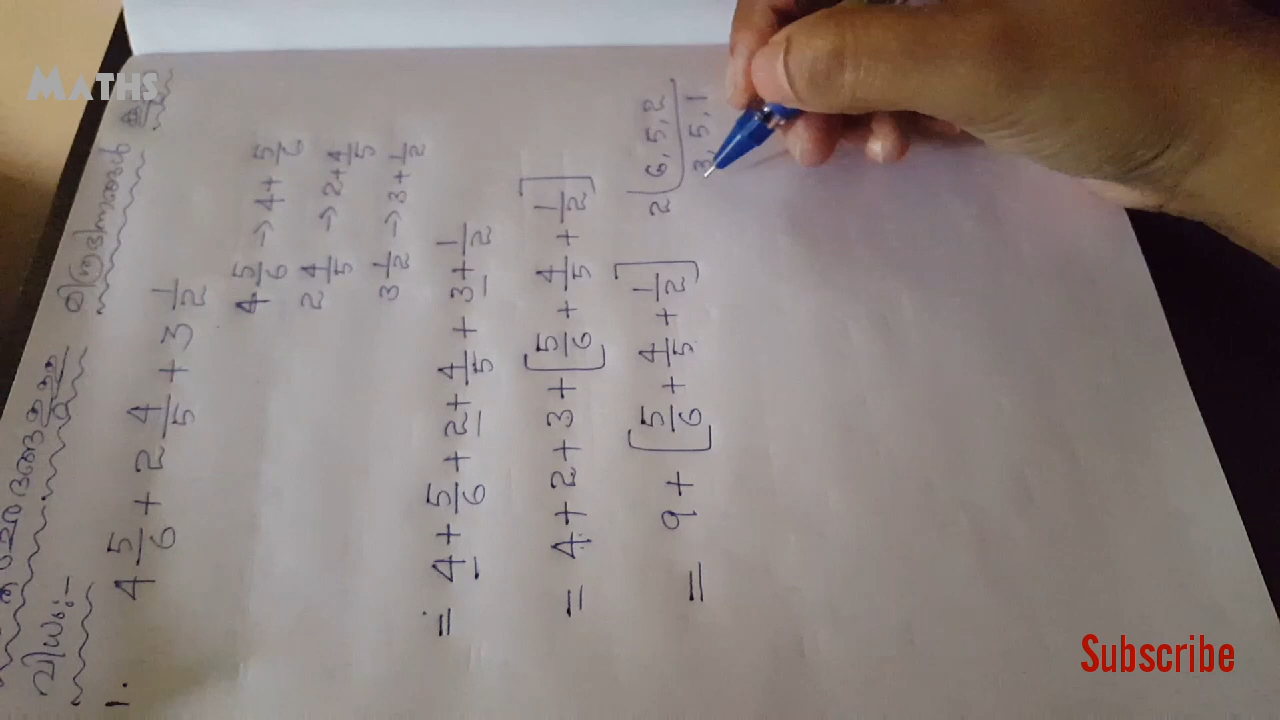 MATHS
1. 4 5/6 + 2 4/5 + 3 1/2
4 5/6 → 4 + 5/6
2 4/5 → 2 + 4/5
3 1/2 → 3 + 1/2
= 4 + 5/6 + 2 + 4/5 + 3 + 1/2
= 4 + 2 + 3 + [5/6 + 4/5 + 1/2]
= 9 + [5/6 + 4/5 + 1/2]
2 | 6, 5, 2
3, 5, 1
Subscribe